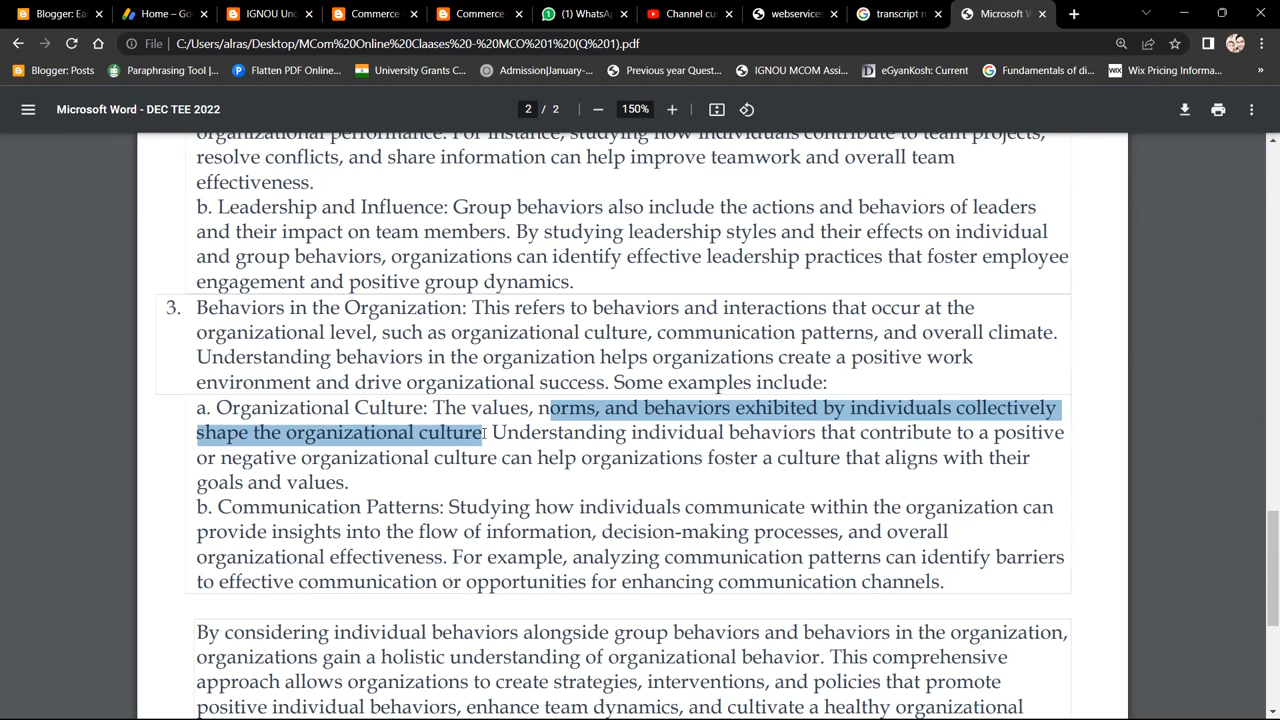 Blogger: Ea
Home – Go
IGNOU Un
Commerce
Commerce
(1) WhatsA
Channel cu
webservice
transcript n
Microsoft W
File
C:/Users/alras/Desktop/MCom%20Online%20Claases%20-%20MCO%201%20(Q%201).pdf
Blogger: Posts
Paraphrasing Tool |...
Flatten PDF Online...
University Grants C...
Admission|January-...
Previous year Quest...
IGNOU MCOM Assi...
eGyanKosh: Current
Fundamentals of di...
Wix Pricing Informa...
»
Microsoft Word - DEC TEE 2022
2 / 2
150%
organizational performance. For instance, studying how individuals contribute to team projects,
resolve conflicts, and share information can help improve teamwork and overall team
effectiveness.
b. Leadership and Influence: Group behaviors also include the actions and behaviors of leaders
and their impact on team members. By studying leadership styles and their effects on individual
and group behaviors, organizations can identify effective leadership practices that foster employee
engagement and positive group dynamics.
3. Behaviors in the Organization: This refers to behaviors and interactions that occur at the
organizational level, such as organizational culture, communication patterns, and overall climate.
Understanding behaviors in the organization helps organizations create a positive work
environment and drive organizational success. Some examples include:
a. Organizational Culture: The values, norms, and behaviors exhibited by individuals collectively
shape the organizational culture. Understanding individual behaviors that contribute to a positive
or negative organizational culture can help organizations foster a culture that aligns with their
goals and values.
b. Communication Patterns: Studying how individuals communicate within the organization can
provide insights into the flow of information, decision-making processes, and overall
organizational effectiveness. For example, analyzing communication patterns can identify barriers
to effective communication or opportunities for enhancing communication channels.
By considering individual behaviors alongside group behaviors and behaviors in the organization,
organizations gain a holistic understanding of organizational behavior. This comprehensive
approach allows organizations to create strategies, interventions, and policies that promote
positive individual behaviors, enhance team dynamics, and cultivate a healthy organizational